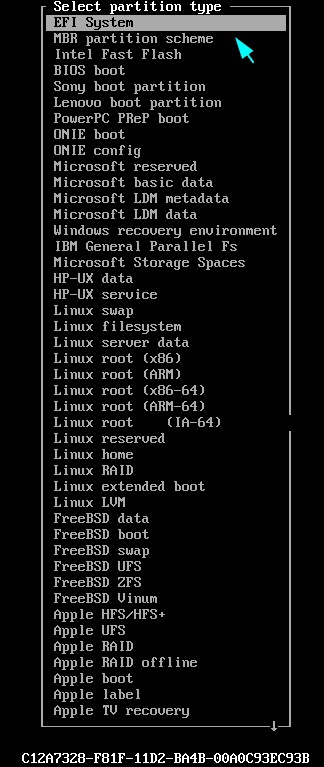 Select partition type
EFI System
MBR partition scheme
Intel Fast Flash
BIOS boot
Sony boot partition
Lenovo boot partition
PowerPC PReP boot
ONIE boot
ONIE config
Microsoft reserved
Microsoft basic data
Microsoft LDM metadata
Microsoft LDM data
Windows recovery environment
IBM General Parallel Fs
Microsoft Storage Spaces
HP-UX data
HP-UX service
Linux swap
Linux filesystem
Linux server data
Linux root (x86)
Linux root (ARM)
Linux root (x86-64)
Linux root (ARM-64)
Linux root    (IA-64)
Linux reserved
Linux home
Linux RAID
Linux extended boot
Linux LVM
FreeBSD data
FreeBSD boot
FreeBSD swap
FreeBSD UFS
FreeBSD ZFS
FreeBSD Vinum
Apple HFS/HFS+
Apple UFS
Apple RAID
Apple RAID offline
Apple boot
Apple label
Apple TV recovery
C12A7328-F81F-11D2-BA4B-00A0C93EC93B